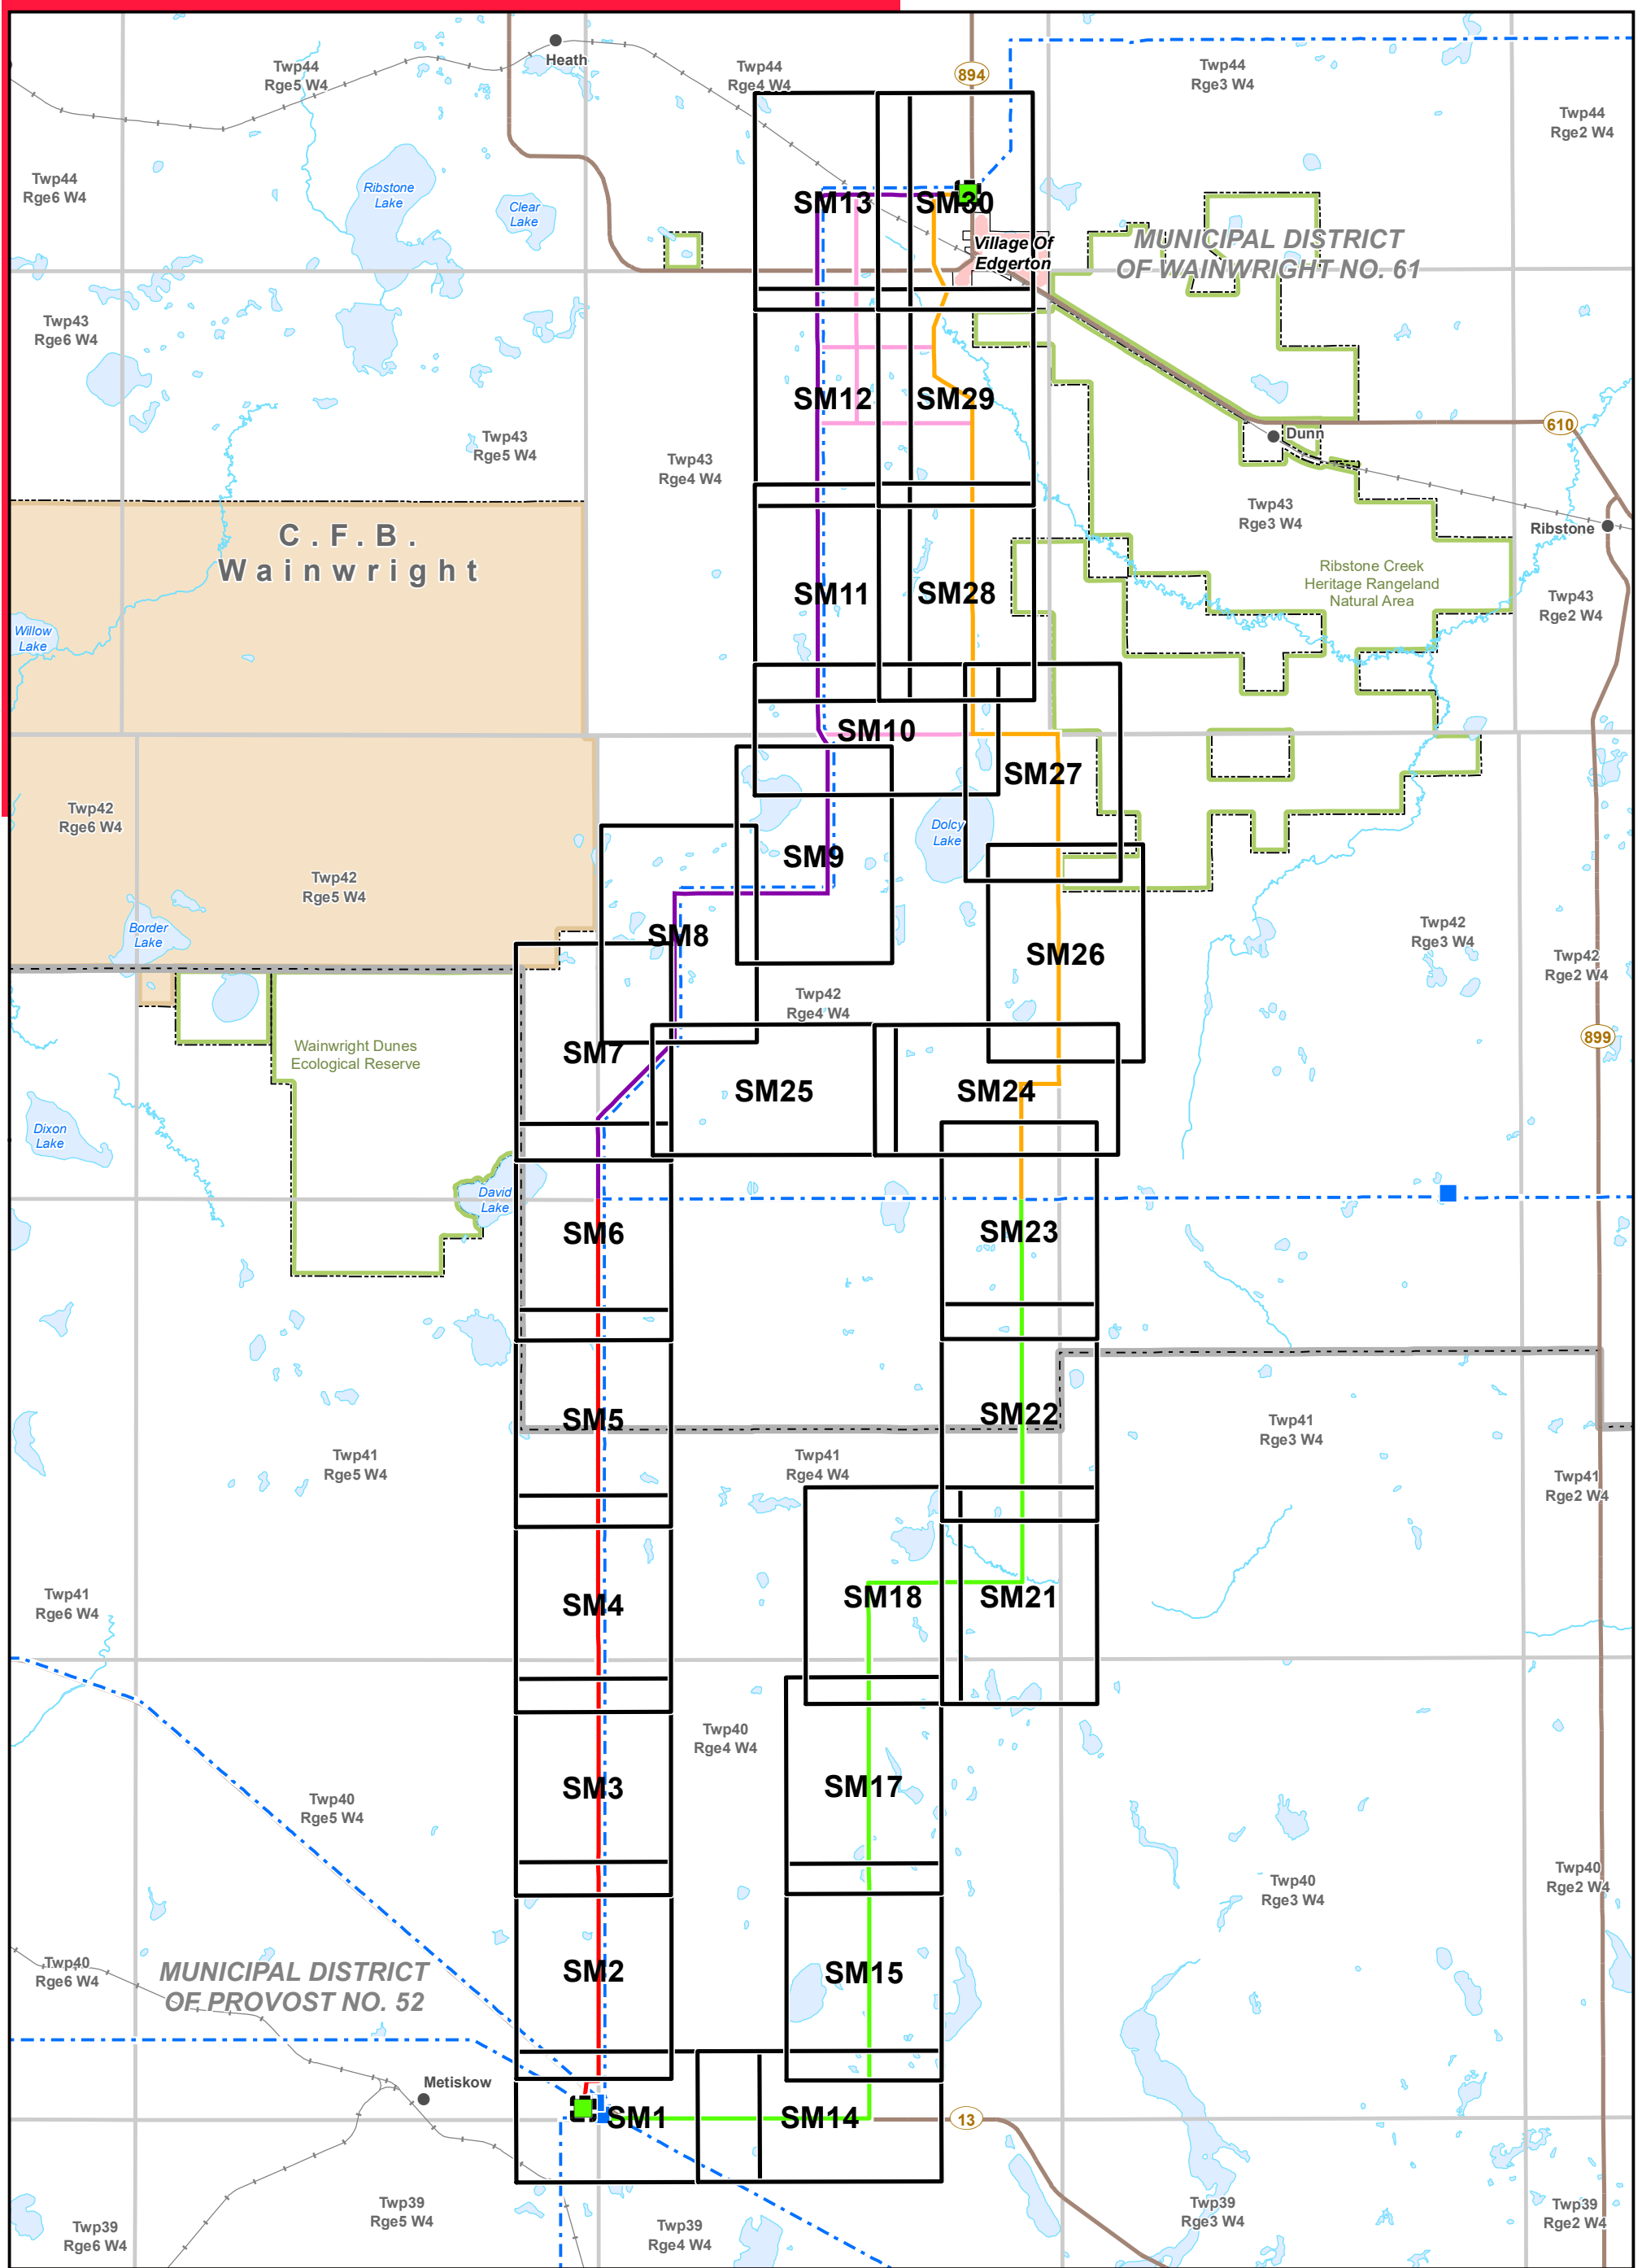 Heath
Twp44
Rge5 W4
Twp44
Rge4 W4
894
Twp44
Rge3 W4
Twp44
Rge2 W4
Twp44
Rge6 W4
Ribstone
Lake
Clear
Lake
SM13
SM30
Village Of
Edgerton
MUNICIPAL DISTRICT
OF WAINWRIGHT NO. 61
Twp43
Rge6 W4
SM12
SM29
610
Dunn
Twp43
Rge5 W4
Twp43
Rge4 W4
Twp43
Rge3 W4
Ribstone
C.F.B.
Wainwright
Ribstone Creek
Heritage Rangeland
Natural Area
SM11
SM28
Twp43
Rge2 W4
Willow
Lake
SM10
SM27
Twp42
Rge6 W4
Dolcy
Lake
SM9
Twp42
Rge5 W4
Border
Lake
SM8
SM26
Twp42
Rge3 W4
Twp42
Rge2 W4
Twp42
Rge4 W4
899
Wainwright Dunes
Ecological Reserve
SM7
SM25
SM24
Dixon
Lake
David
Lake
SM6
SM23
SM5
SM22
Twp41
Rge5 W4
Twp41
Rge4 W4
Twp41
Rge3 W4
Twp41
Rge2 W4
Twp41
Rge6 W4
SM4
SM18
SM21
Twp40
Rge4 W4
SM3
SM17
Twp40
Rge5 W4
Twp40
Rge3 W4
Twp40
Rge2 W4
Twp40
Rge6 W4
MUNICIPAL DISTRICT
OF PROVOST NO. 52
SM2
SM15
Metiskow
SM1
SM14
13
Twp39
Rge6 W4
Twp39
Rge5 W4
Twp39
Rge4 W4
Twp39
Rge3 W4
Twp39
Rge2 W4